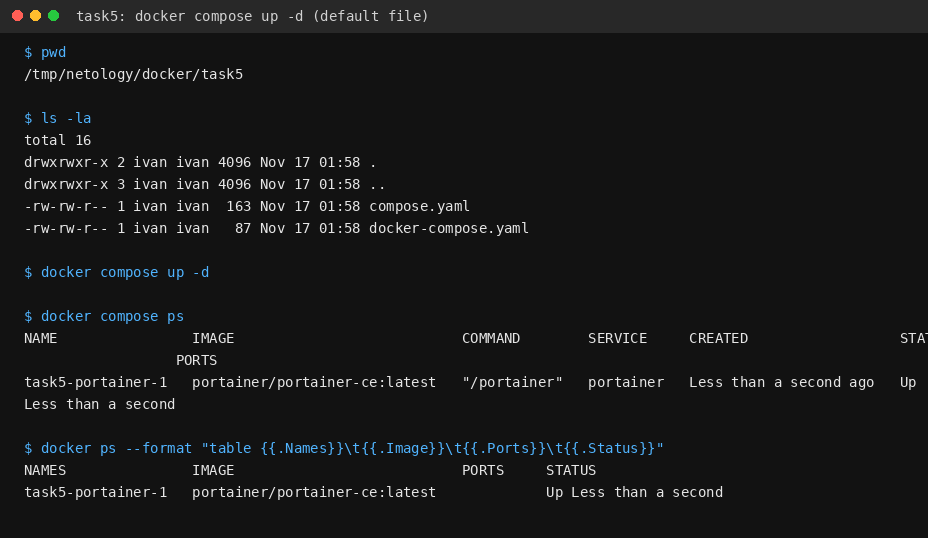 task5: docker compose up -d (default file)
$ pwd
/tmp/netology/docker/task5
$ ls -la
total 16
drwxrwxr-x 2 ivan ivan 4096 Nov 17 01:58 .
drwxrwxr-x 3 ivan ivan 4096 Nov 17 01:58 ..
-rw-rw-r-- 1 ivan ivan  163 Nov 17 01:58 compose.yaml
-rw-rw-r-- 1 ivan ivan   87 Nov 17 01:58 docker-compose.yaml
$ docker compose up -d
$ docker compose ps
NAME                IMAGE                           COMMAND        SERVICE     CREATED                  STAT
                  PORTS
task5-portainer-1   portainer/portainer-ce:latest   "/portainer"   portainer   Less than a second ago   Up
Less than a second
$ docker ps --format "table {{.Names}}\t{{.Image}}\t{{.Ports}}\t{{.Status}}"
NAMES               IMAGE                           PORTS     STATUS
task5-portainer-1   portainer/portainer-ce:latest             Up Less than a second